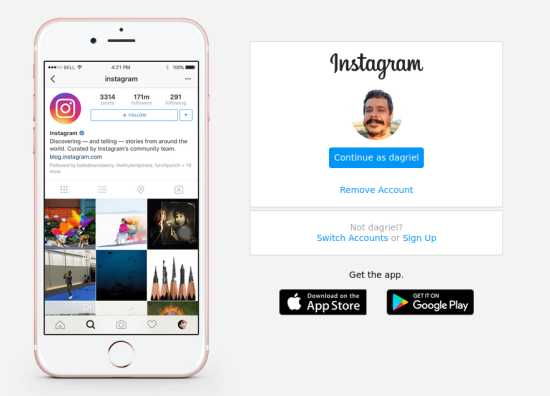 BELL
4:21 PM
100%
instagram
3314
171m
291
posts
followers
following
+ FOLLOW
Instagram
Discovering — and telling — stories from around the
world. Curated by Instagram's community team.
blog.instagram.com
Followed by bakedowncakery, thetinytempress, funchpunch + 18
more
Instagram
Continue as dagriel
Remove Account
Not dagriel?
Switch Accounts or Sign Up
Get the app.
Download on the
App Store
GET IT ON
Google Play